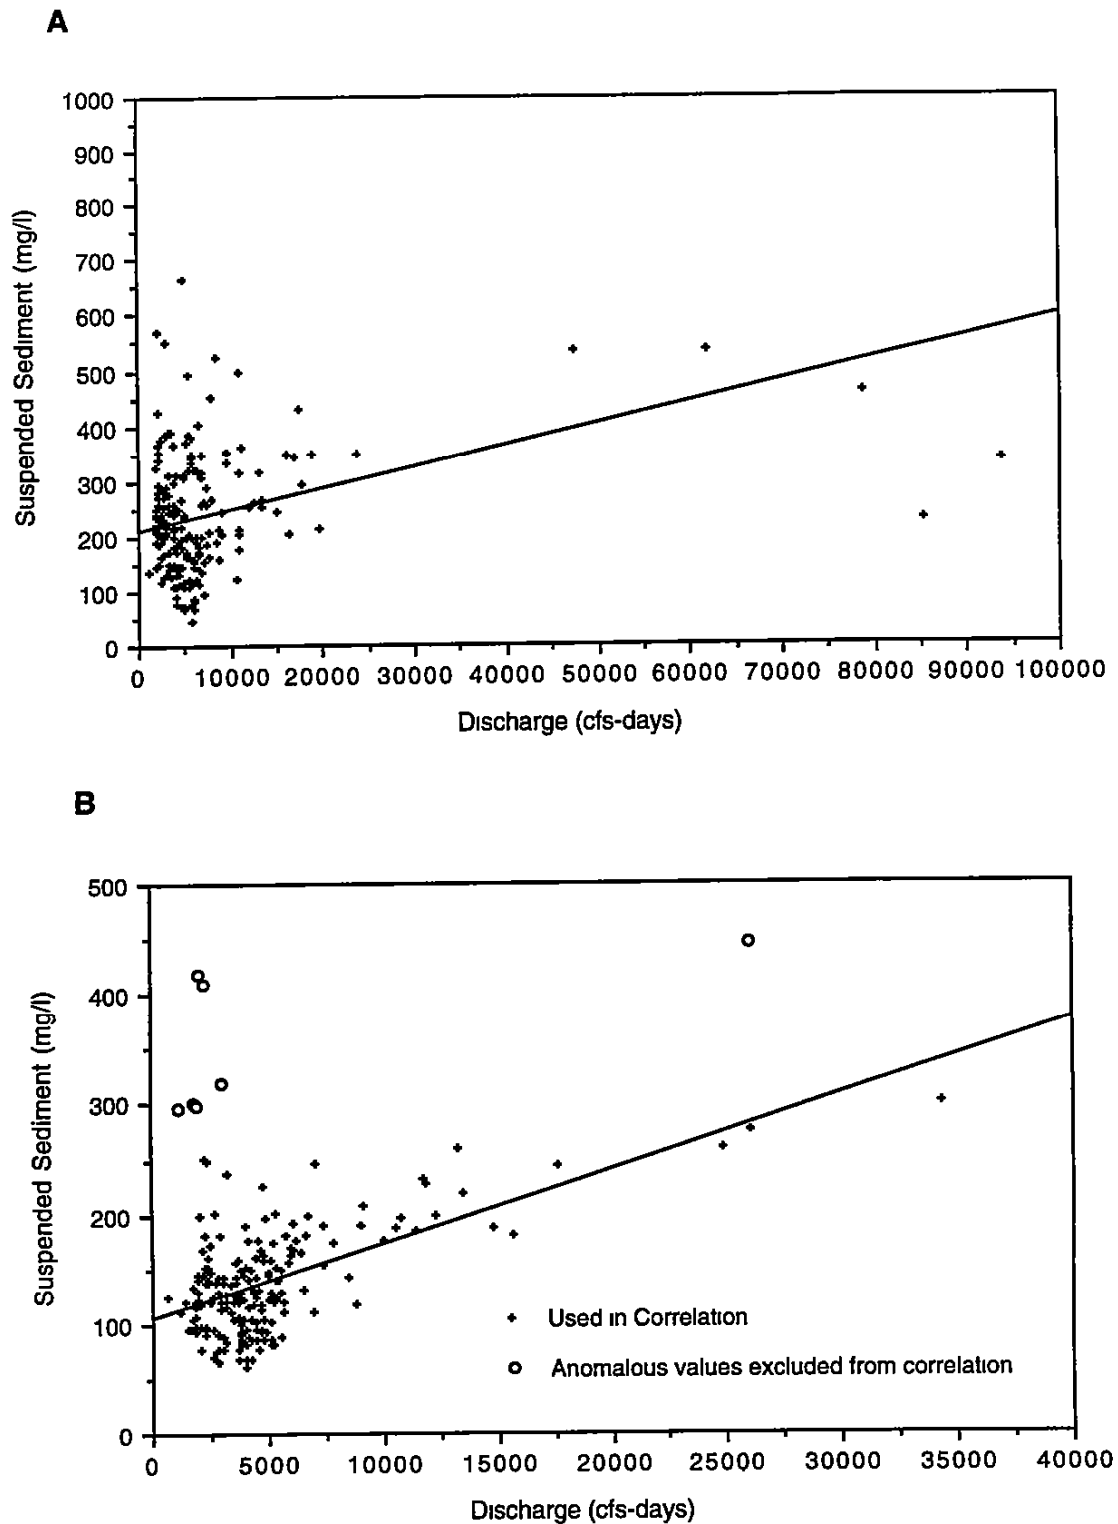 A
1000
900
800
700
600
500
400
300
200
100
0
Suspended Sediment (mg/l)
0 10000 20000 30000 40000 50000 60000 70000 80000 90000 100000
Discharge (cfs-days)
B
500
400
300
200
100
0
Suspended Sediment (mg/l)
Used in Correlation
Anomalous values excluded from correlation
0 5000 10000 15000 20000 25000 30000 35000 40000
Discharge (cfs-days)